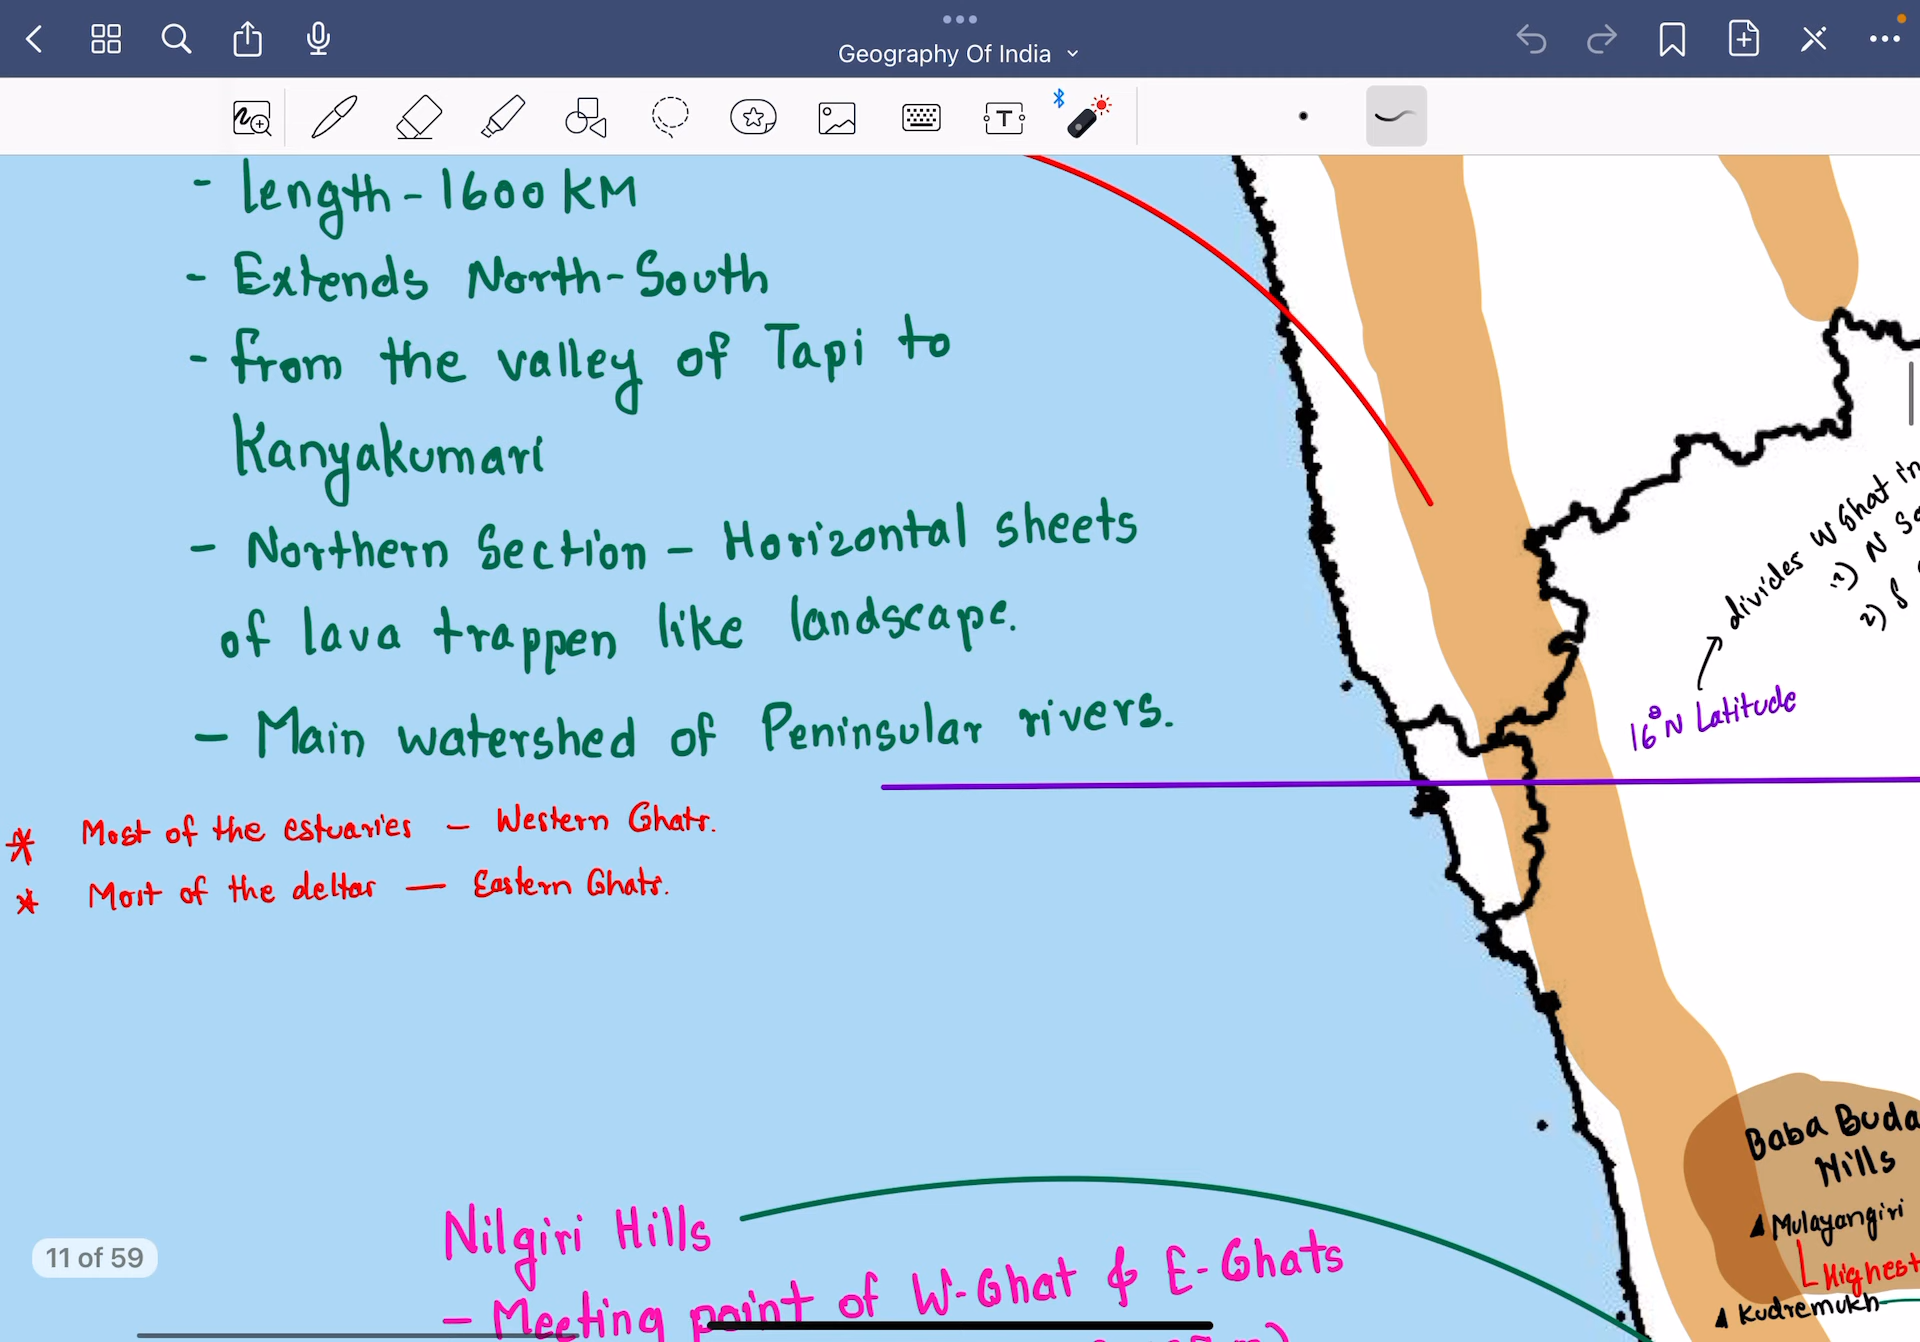 Geography Of India
T
- length - 1600 KM
- Extends North-South
- from the valley of Tapi to
Kanyakumari
- Northern Section - Horizontal sheets
of lava trappen like landscape.
- Main watershed of Peninsular rivers.
* Most of the estuaries - Western Ghats.
* Most of the deltas — Eastern Ghats.
divides W Ghat in
1) N
2) S
16°N Latitude
Baba Buda
Hills
Mulayangiri
Highest
Kudremukh
Nilgiri Hills
- Meeting point of W-Ghat & E-Ghats
11 of 59